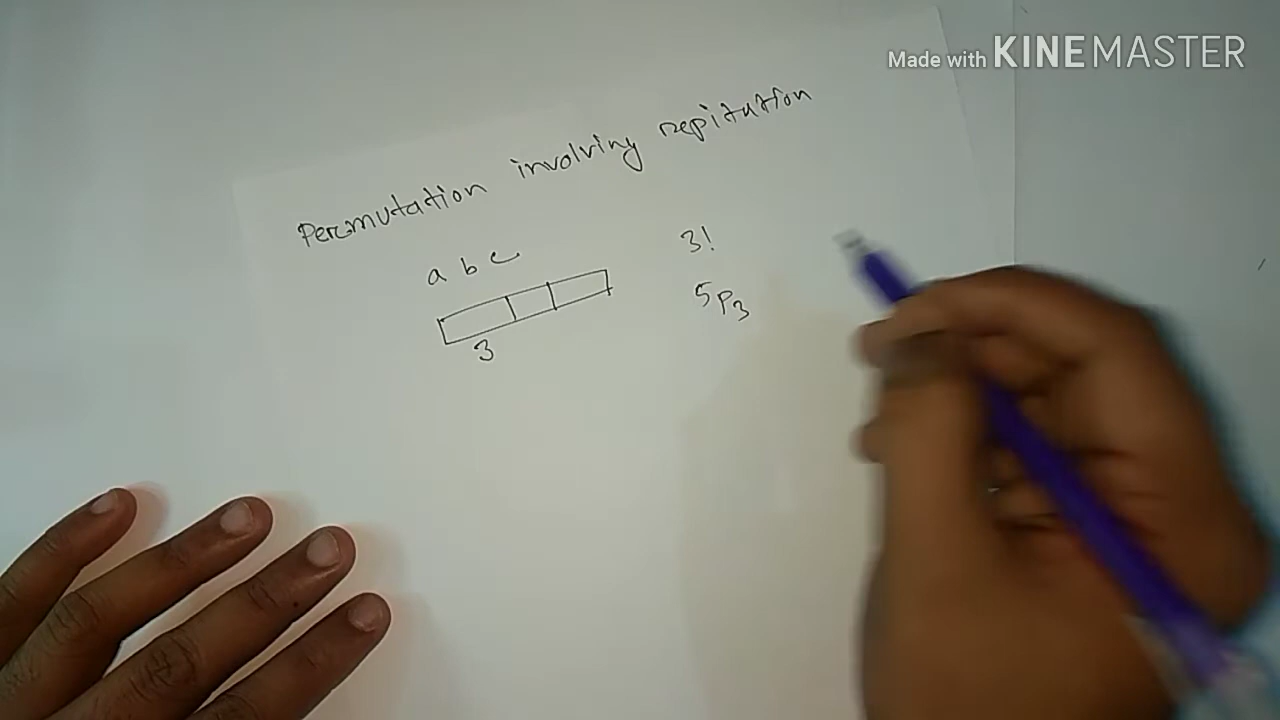 Made with KINEMASTER
Permutation involving repitation
a b c
3
3!
5P3